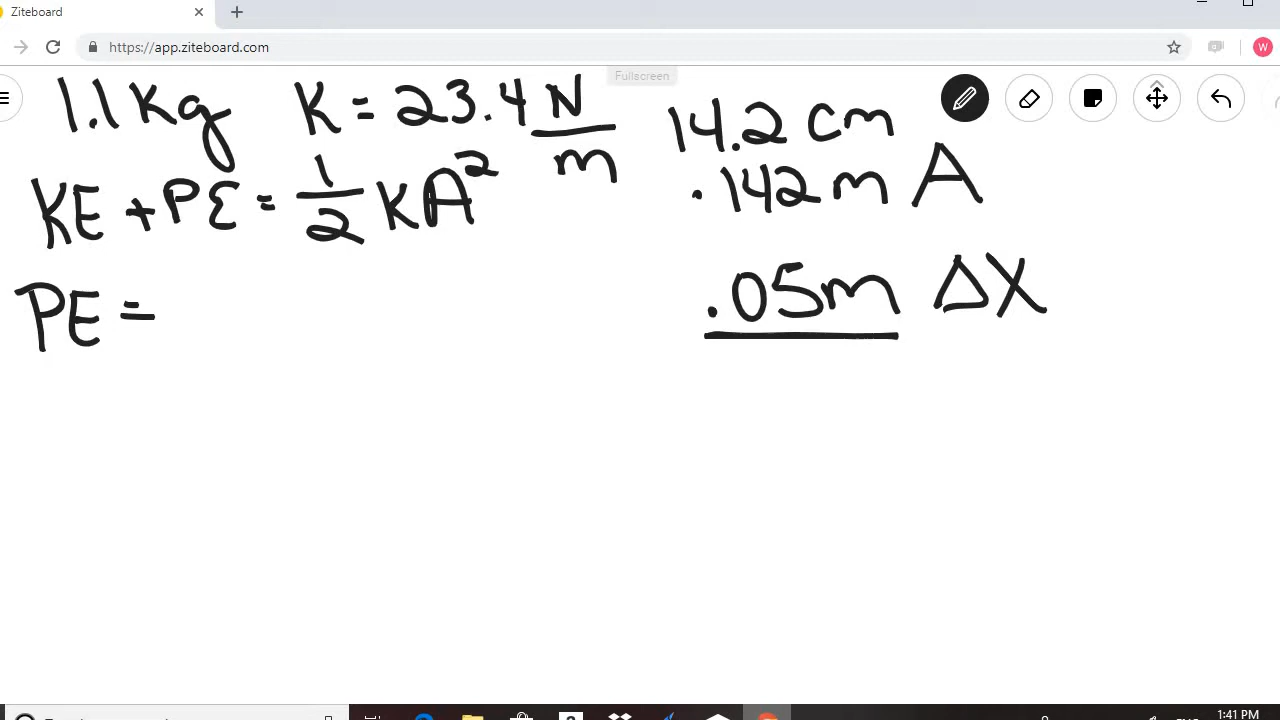 Ziteboard
https://app.ziteboard.com
W
Fullscreen
1.1 Kg K = 23.4 N/m 14.2 cm
.142 m A
KE + PE = 1/2 KA²
.05m ΔX
PE =
1:41 PM